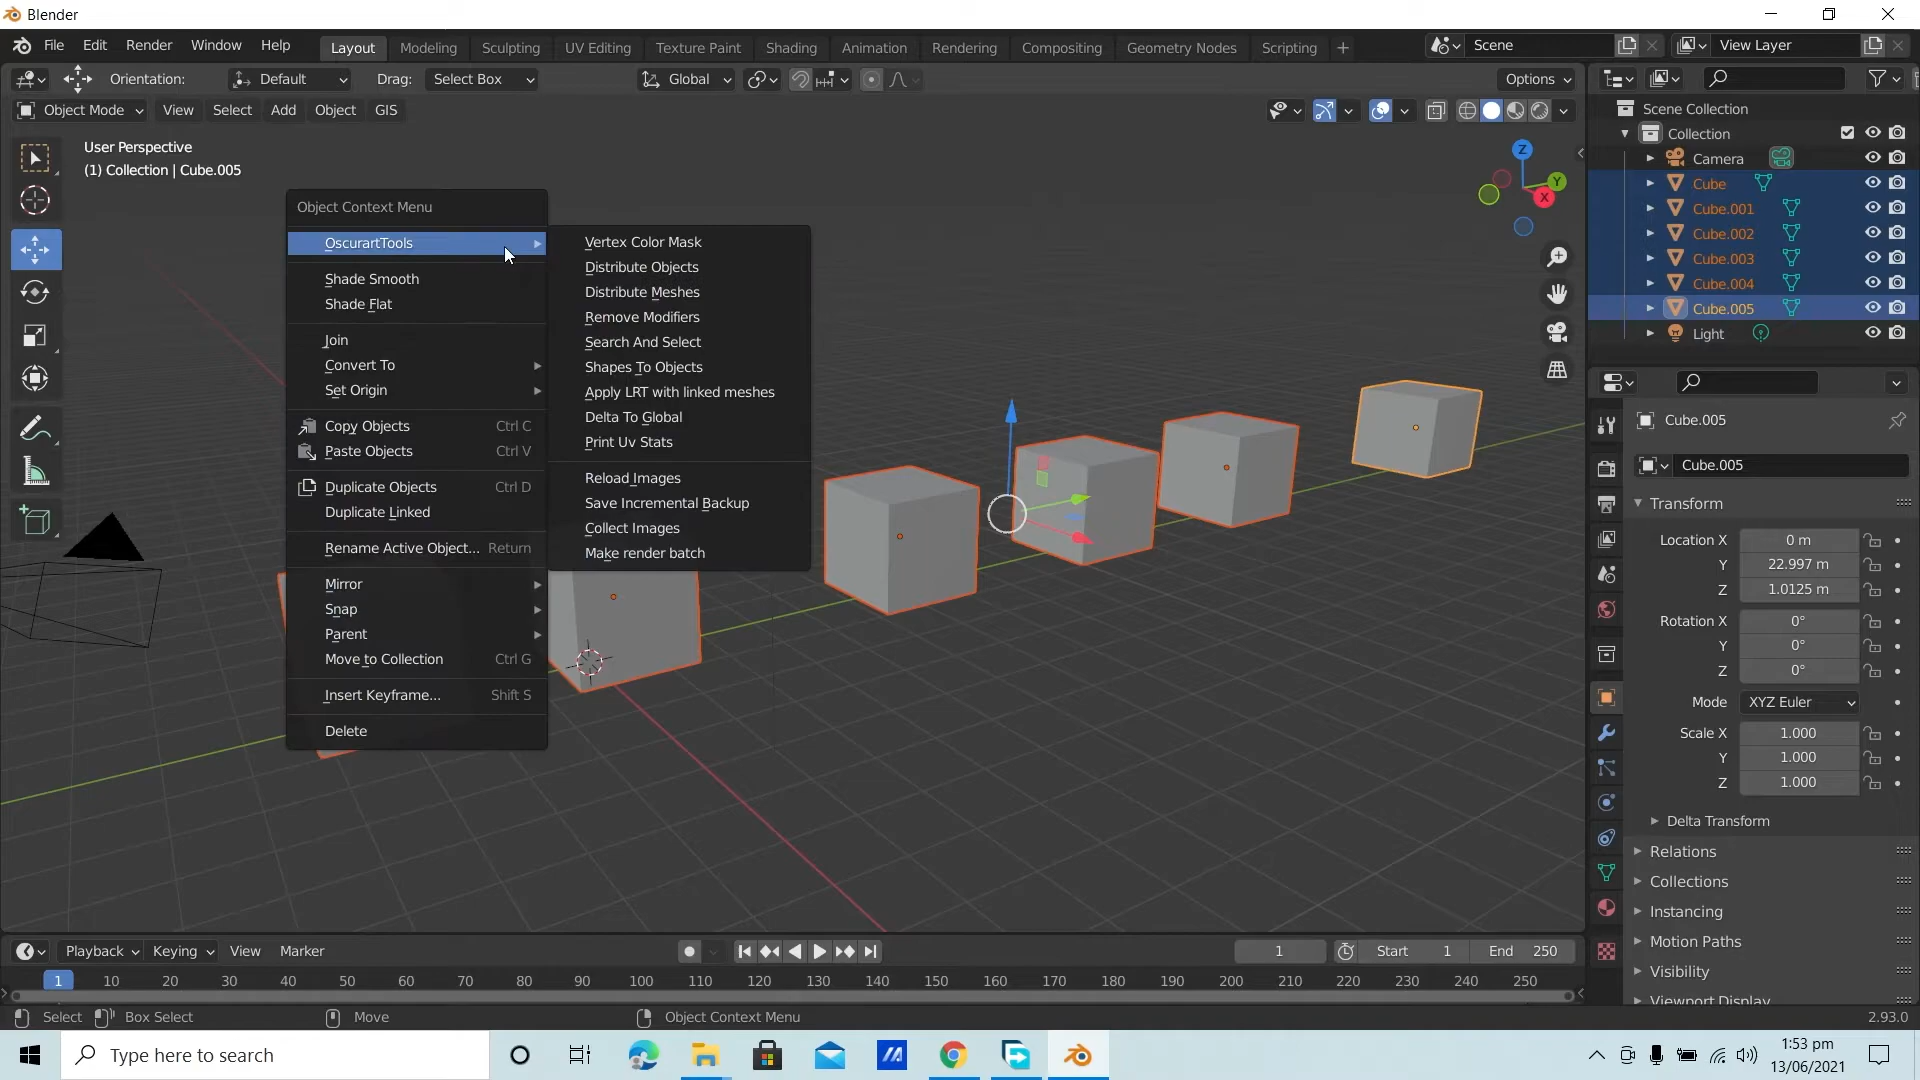 Blender
File Edit Render Window Help Layout Modeling Sculpting UV Editing Texture Paint Shading Animation Rendering Compositing Geometry Nodes Scripting + Scene View Layer
Orientation: Default Drag: Select Box Global Options
Object Mode View Select Add Object GIS
User Perspective
(1) Collection | Cube.005
Z
Y
X
Object Context Menu
OscurartTools
Shade Smooth
Shade Flat
Join
Convert To
Set Origin
Copy Objects Ctrl C
Paste Objects Ctrl V
Duplicate Objects Ctrl D
Duplicate Linked
Rename Active Object... Return
Mirror
Snap
Parent
Move to Collection Ctrl G
Insert Keyframe... Shift S
Delete
Vertex Color Mask
Distribute Objects
Distribute Meshes
Remove Modifiers
Search And Select
Shapes To Objects
Apply LRT with linked meshes
Delta To Global
Print Uv Stats
Reload Images
Save Incremental Backup
Collect Images
Make render batch
Scene Collection
Collection
Camera
Cube
Cube.001
Cube.002
Cube.003
Cube.004
Cube.005
Light
Cube.005
Cube.005
Transform
Location X 0 m
Y 22.997 m
Z 1.0125 m
Rotation X 0°
Y 0°
Z 0°
Mode XYZ Euler
Scale X 1.000
Y 1.000
Z 1.000
Delta Transform
Relations
Collections
Instancing
Motion Paths
Visibility
Viewport Display
Playback Keying View Marker 1 Start 1 End 250
1 10 20 30 40 50 60 70 80 90 100 110 120 130 140 150 160 170 180 190 200 210 220 230 240 250
Select Box Select Move Object Context Menu 2.93.0
Type here to search
1:53 pm
13/06/2021